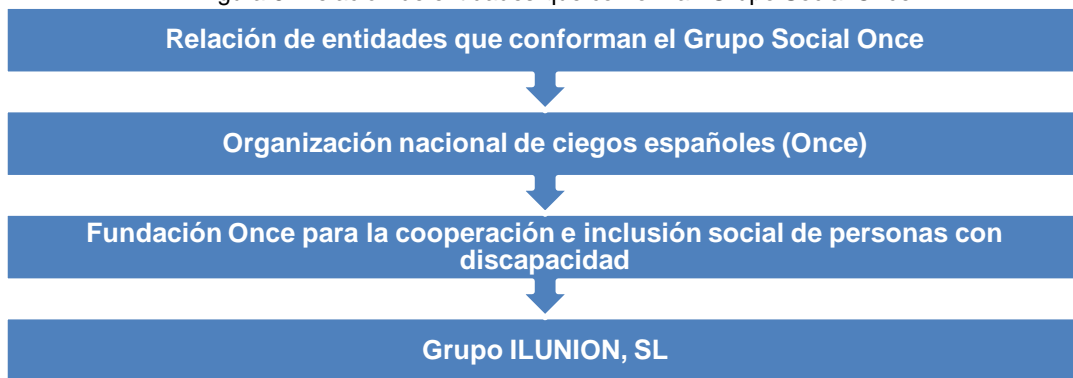 Relación de entidades que conforman el Grupo Social Once
Organización nacional de ciegos españoles (Once)
Fundación Once para la cooperación e inclusión social de personas con
discapacidad
Grupo ILUNION, SL